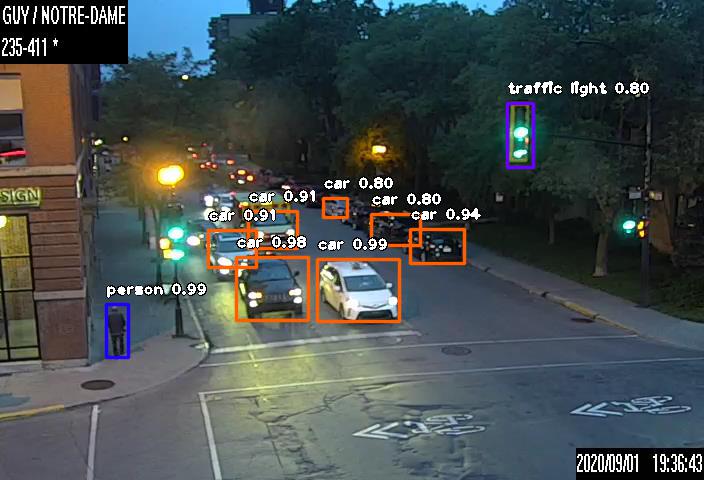 GUY / NOTRE-DAME
235-411 *
traffic light 0.80
car 0.80
car 0.91
car 0.80
car 0.91
car 0.94
car 0.98
car 0.99
person 0.99
SIGN
2020/09/01 19:36:43